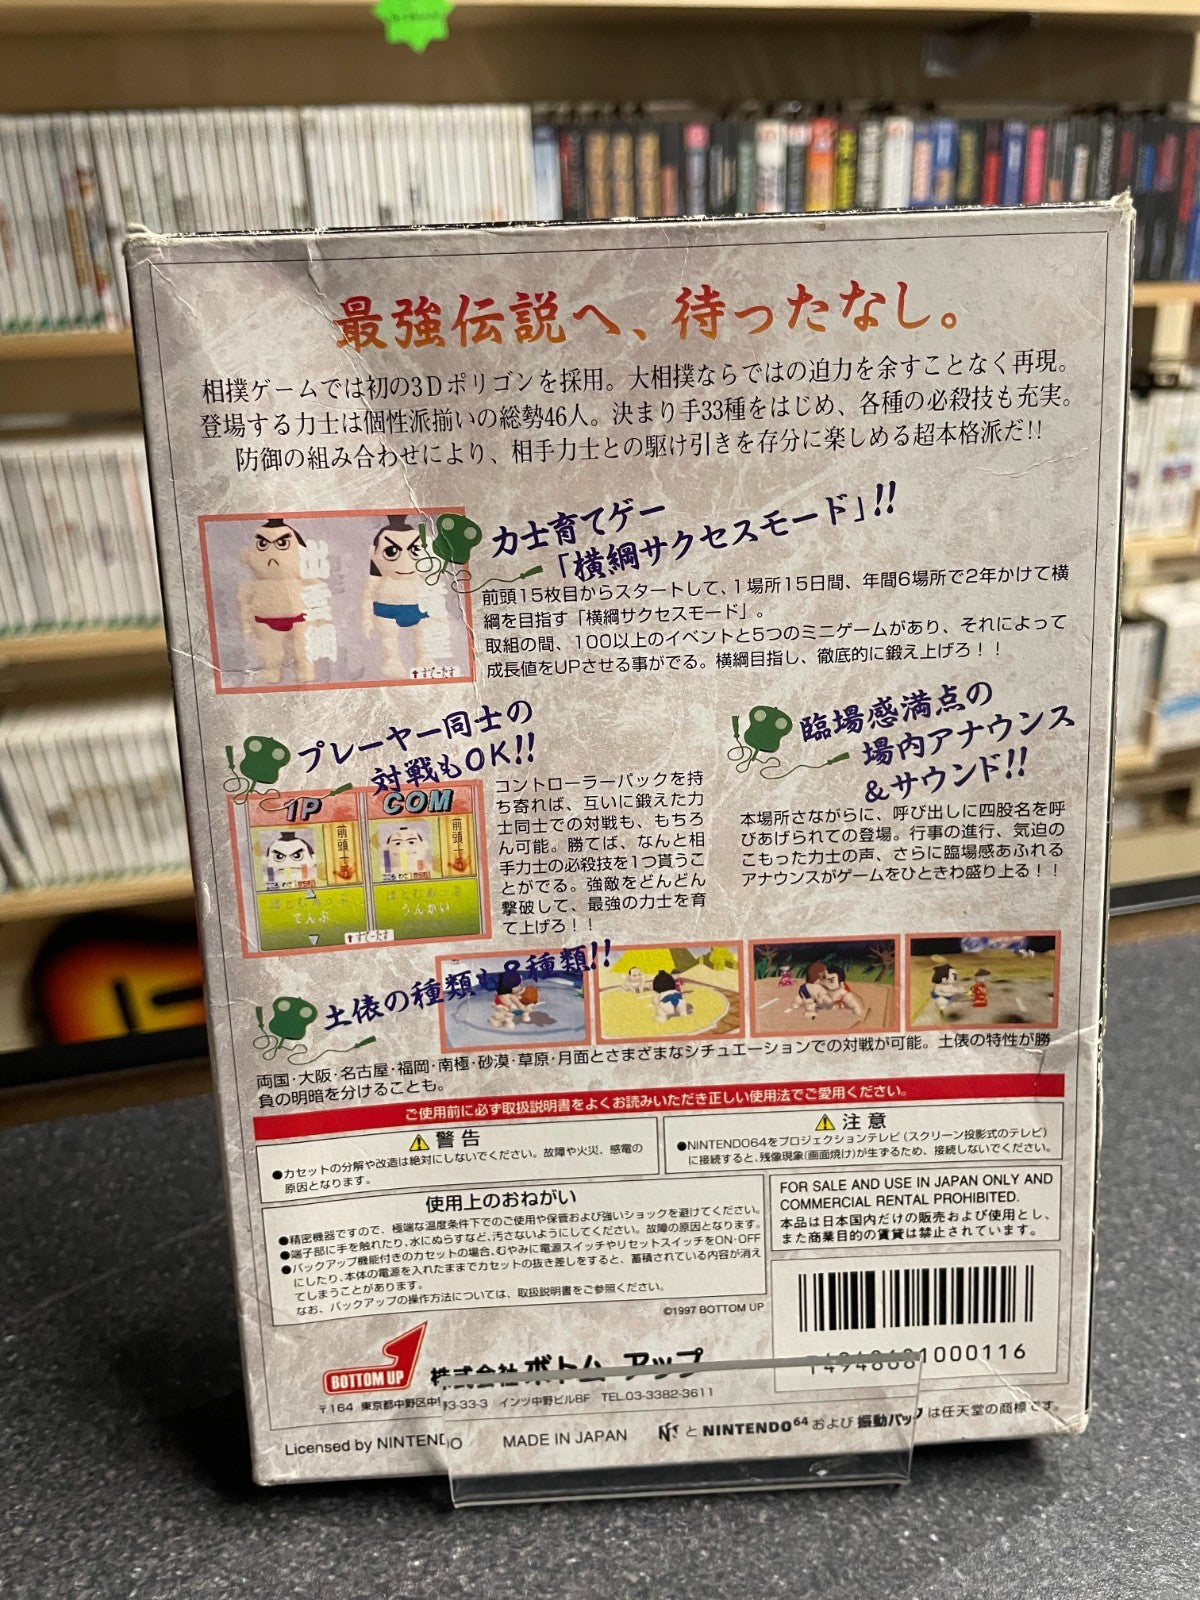 最強伝説へ、待ったなし。
相撲ゲームでは初の3Dポリゴンを採用。大相撲ならではの迫力を余すことなく再現。
登場する力士は個性派揃いの総勢46人。決まり手33種をはじめ、各種の必殺技も充実。
防御の組み合わせにより、相手力士との駆け引きを存分に楽しめる超本格派だ!!
力士育てゲー
「横綱サクセスモード」!!
前頭15枚目からスタートして、1場所15日間、年間6場所で2年かけて横
綱を目指す「横綱サクセスモード」。
取組の間、100以上のイベントと5つのミニゲームがあり、それによって
成長値をUPさせる事がでる。横綱目指し、徹底的に鍛え上げろ！！
↑すてーたす
プレーヤー同士の
対戦もOK!!
1P
COM
前頭十五
前頭十五
ぼとむあっぷ
てんぷ
ぼとむあっぷ
うんかい
↑すてーたす
コントローラーパックを持
ち寄れば、互いに鍛えた力
士同士での対戦も、もちろ
ん可能。勝てば、なんと相
手力士の必殺技を1つ貰うこ
とがでる。強敵をどんどん
撃破して、最強の力士を育
て上げろ！！
臨場感満点の
場内アナウンス
＆サウンド!!
本場所さながらに、呼び出しに四股名を呼
びあげられての登場。行事の進行、気迫の
こもった力士の声、さらに臨場感あふれる
アナウンスがゲームをひときわ盛り上る！！
土俵の種類も8種類!!
両国・大阪・名古屋・福岡・南極・砂漠・草原・月面とさまざまなシチュエーションでの対戦が可能。土俵の特性が勝
負の明暗を分けることも。
ご使用前に必ず取扱説明書をよくお読みいただき正しい使用法でご愛用ください。
警告
●カセットの分解や改造は絶対にしないでください。故障や火災、感電の
原因となります。
注意
●NINTENDO64をプロジェクションテレビ（スクリーン投影式のテレビ）
に接続すると、残像現象（画面焼け）が生ずるため、接続しないでください。
使用上のおねがい
●精密機器ですので、極端な温度条件下でのご使用や保管および強いショックを避けてください。
●端子部に手を触れたり、水にぬらすなど、汚さないようにしてください。故障の原因となります。
●バックアップ機能付きのカセットの場合、むやみに電源スイッチやリセットスイッチをON・OFF
にしたり、本体の電源を入れたままでカセットの抜き差しをすると、蓄積されている内容が消え
てしまうことがあります。
なお、バックアップの操作方法については、取扱説明書をご参照ください。
FOR SALE AND USE IN JAPAN ONLY AND
COMMERCIAL RENTAL PROHIBITED.
本品は日本国内だけの販売および使用とし、
また商業目的の賃貸は禁止されています。
©1997 BOTTOM UP
4948681000116
BOTTOM UP
株式会社ボトム アップ
〒164 東京都中野区中 3-33-3 インツ中野ビル8F TEL.03-3382-3611
Licensed by NINTENDO MADE IN JAPAN
と NINTENDO64 および 振動パック は任天堂の商標です。